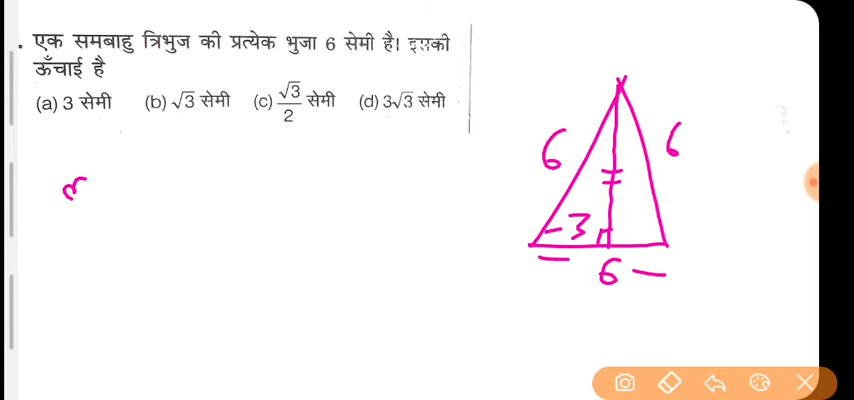 एक समबाहु त्रिभुज की प्रत्येक भुजा 6 सेमी है। इसकी
ऊँचाई है
(a) 3 सेमी (b) √3 सेमी (c) √3/2 सेमी (d) 3√3 सेमी
6 6
3
6